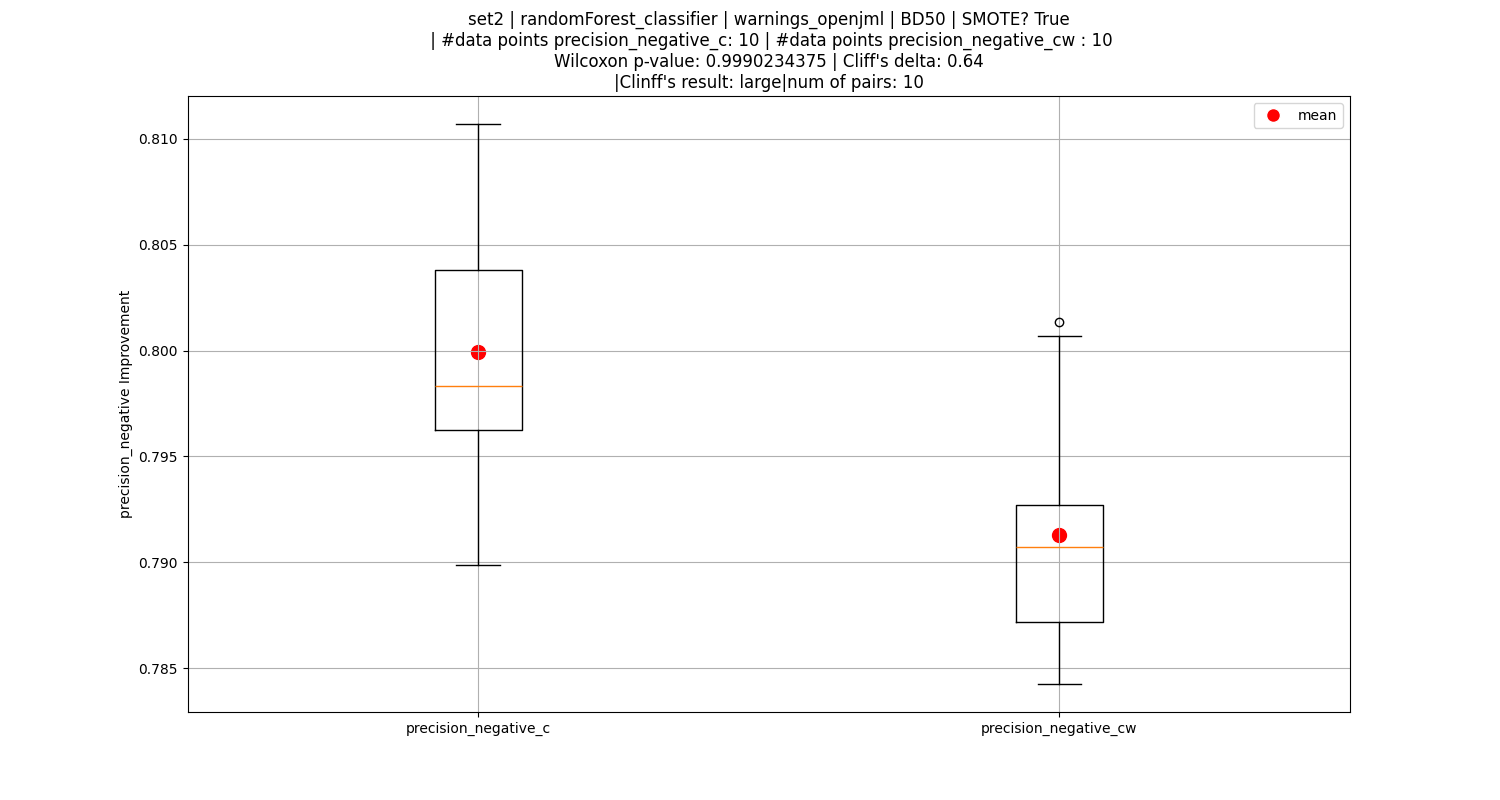 set2 | randomForest_classifier | warnings_openjml | BD50 | SMOTE? True
| #data points precision_negative_c: 10 | #data points precision_negative_cw : 10
Wilcoxon p-value: 0.9990234375 | Cliff's delta: 0.64
|Clinff's result: large|num of pairs: 10
mean
0.810
0.805
0.800
0.795
0.790
0.785
precision_negative Improvement
precision_negative_c
precision_negative_cw